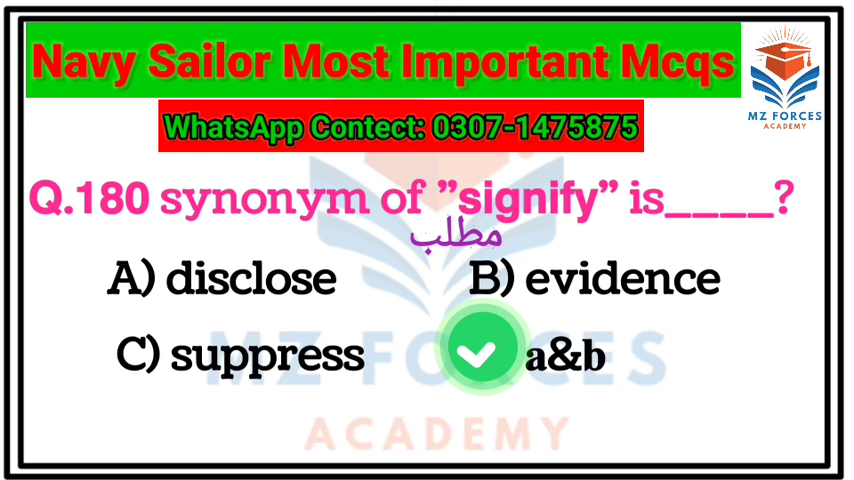 Navy Sailor Most Important Mcqs
MZ FORCES
ACADEMY
WhatsApp Contect: 0307-1475875
Q.180 synonym of ”signify” is____?
مطلب
A) disclose B) evidence
C) suppress a&b
MZ FORCES
ACADEMY